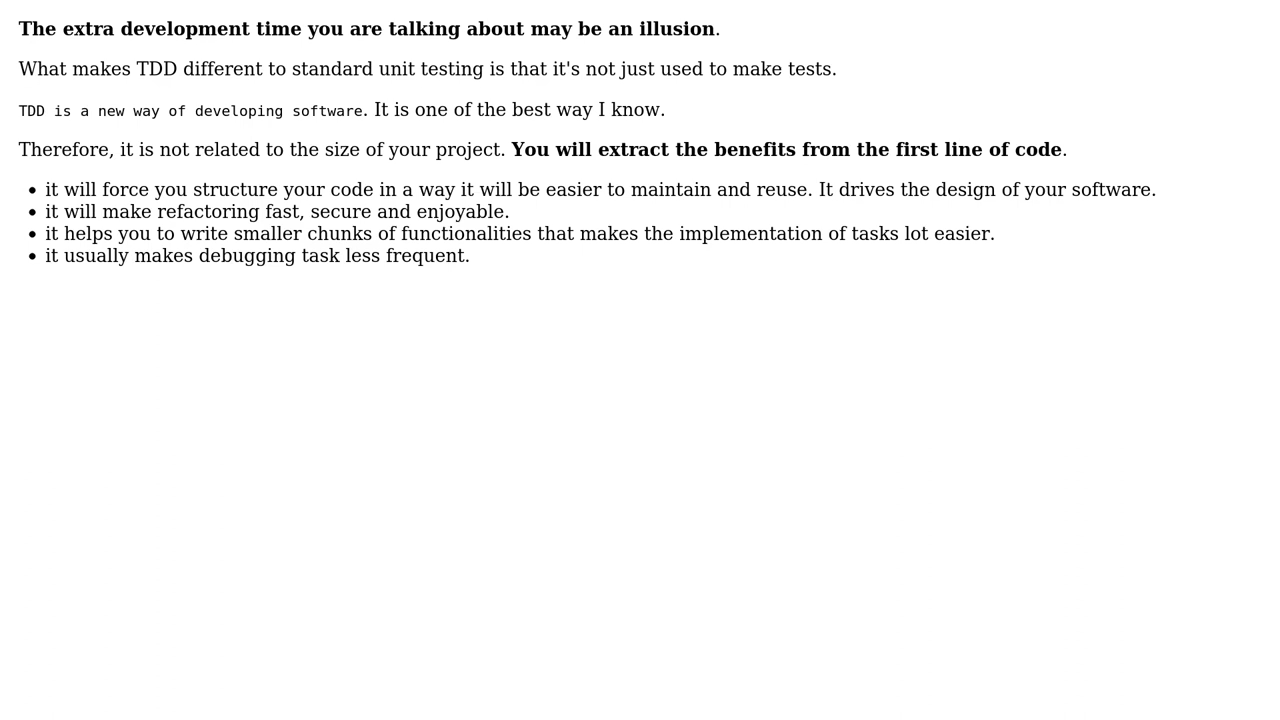 The extra development time you are talking about may be an illusion.
What makes TDD different to standard unit testing is that it's not just used to make tests.
TDD is a new way of developing software. It is one of the best way I know.
Therefore, it is not related to the size of your project. You will extract the benefits from the first line of code.
• it will force you structure your code in a way it will be easier to maintain and reuse. It drives the design of your software.
• it will make refactoring fast, secure and enjoyable.
• it helps you to write smaller chunks of functionalities that makes the implementation of tasks lot easier.
• it usually makes debugging task less frequent.